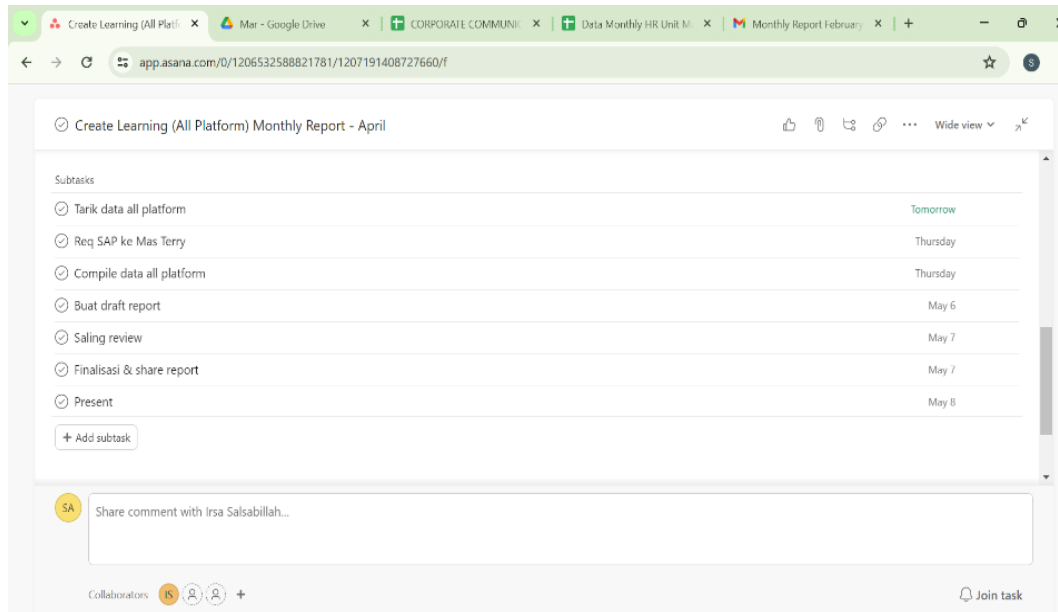 Create Learning (All Platfo
Mar - Google Drive
CORPORATE COMMUNIC
Data Monthly HR Unit M
Monthly Report February
app.asana.com/0/1206532588821781/1207191408727660/f
S
Create Learning (All Platform) Monthly Report - April
Wide view
Subtasks
Tarik data all platform Tomorrow
Req SAP ke Mas Terry Thursday
Compile data all platform Thursday
Buat draft report May 6
Saling review May 7
Finalisasi & share report May 7
Present May 8
+ Add subtask
SA
Share comment with Irsa Salsabillah...
Collaborators IS + Join task